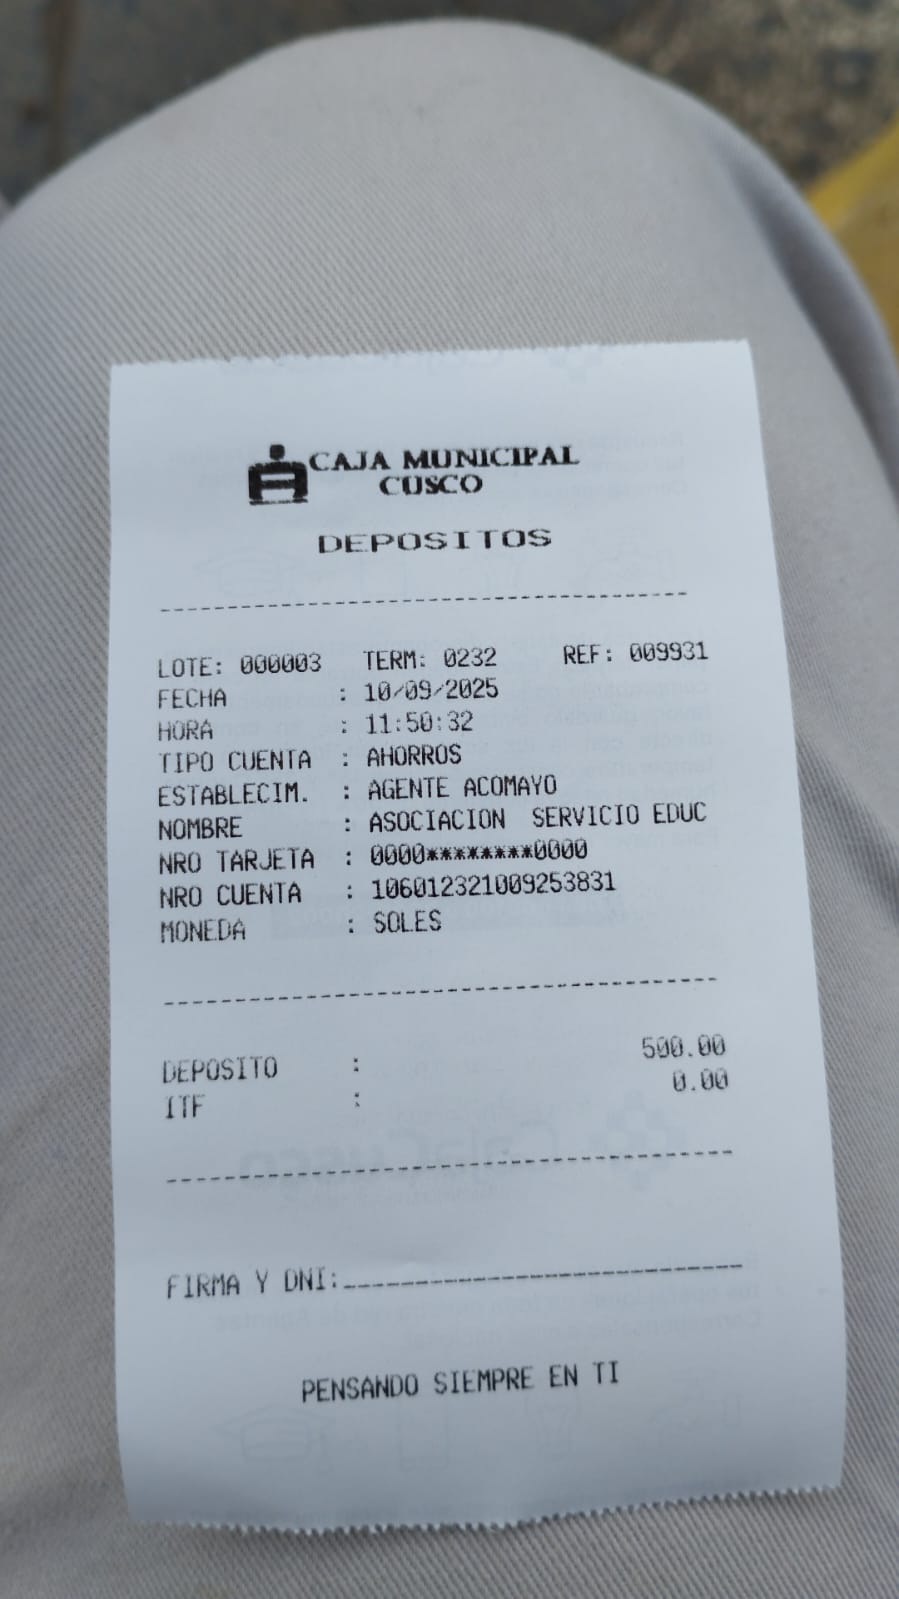 CAJA MUNICIPAL
CUSCO
DEPOSITOS
LOTE: 000003 TERM: 0232 REF: 009931
FECHA : 10/09/2025
HORA : 11:50:32
TIPO CUENTA : AHORROS
ESTABLECIM. : AGENTE ACOMAYO
NOMBRE : ASOCIACION SERVICIO EDUC
NRO TARJETA : 0000********0000
NRO CUENTA : 106012321009253831
MONEDA : SOLES
DEPOSITO : 500.00
ITF : 0.00
FIRMA Y DNI:
PENSANDO SIEMPRE EN TI